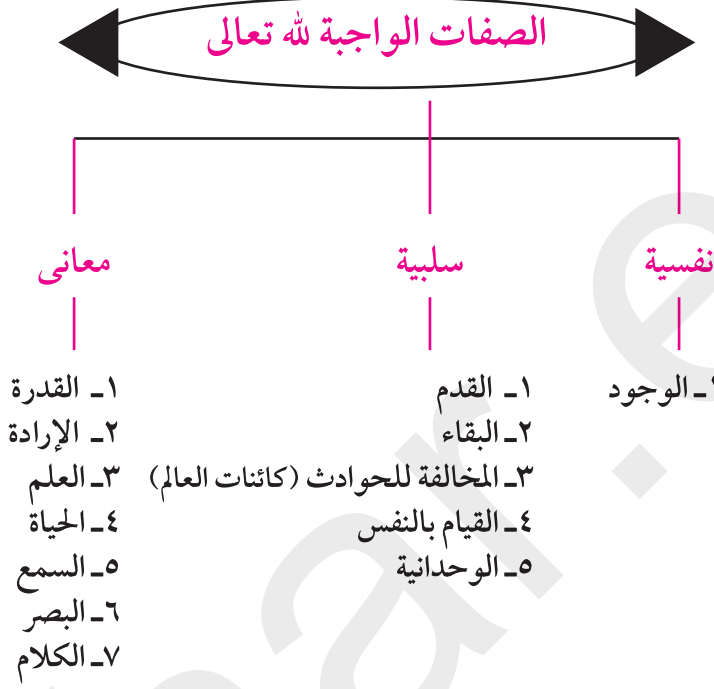 الصفات الواجبة لله تعالى
نفسية
سلبية
معانى
١ـ الوجود
١ـ القدم
٢ـ البقاء
٣ـ المخالفة للحوادث (كائنات العالم)
٤ـ القيام بالنفس
٥ـ الوحدانية
١ـ القدرة
٢ـ الإرادة
٣ـ العلم
٤ـ الحياة
٥ـ السمع
٦ـ البصر
٧ـ الكلام